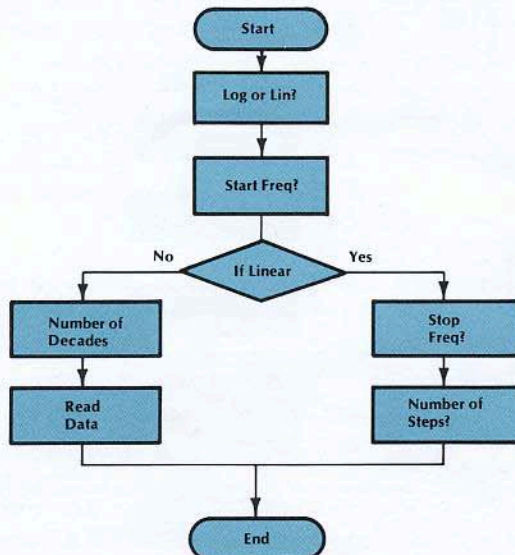 Start
Log or Lin?
Start Freq?
If Linear
No
Yes
Number of
Decades
Stop
Freq?
Read
Data
Number of
Steps?
End